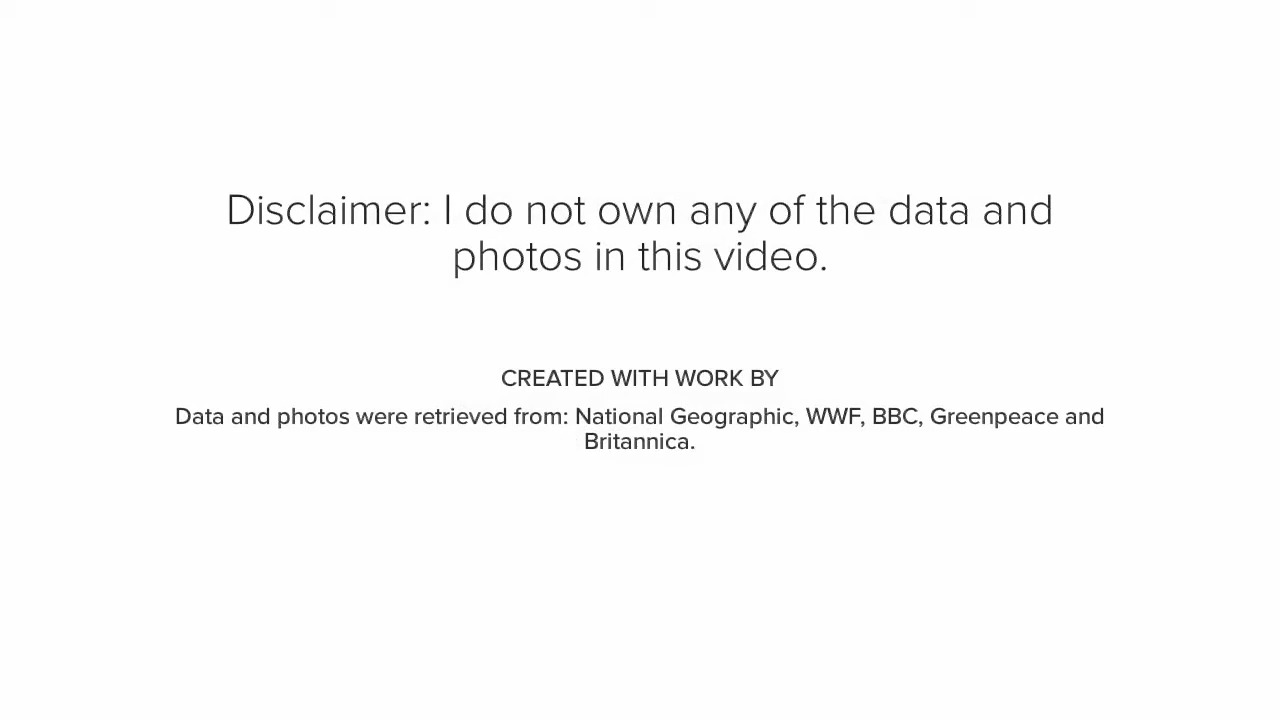 Disclaimer: I do not own any of the data and
photos in this video.
CREATED WITH WORK BY
Data and photos were retrieved from: National Geographic, WWF, BBC, Greenpeace and
Britannica.